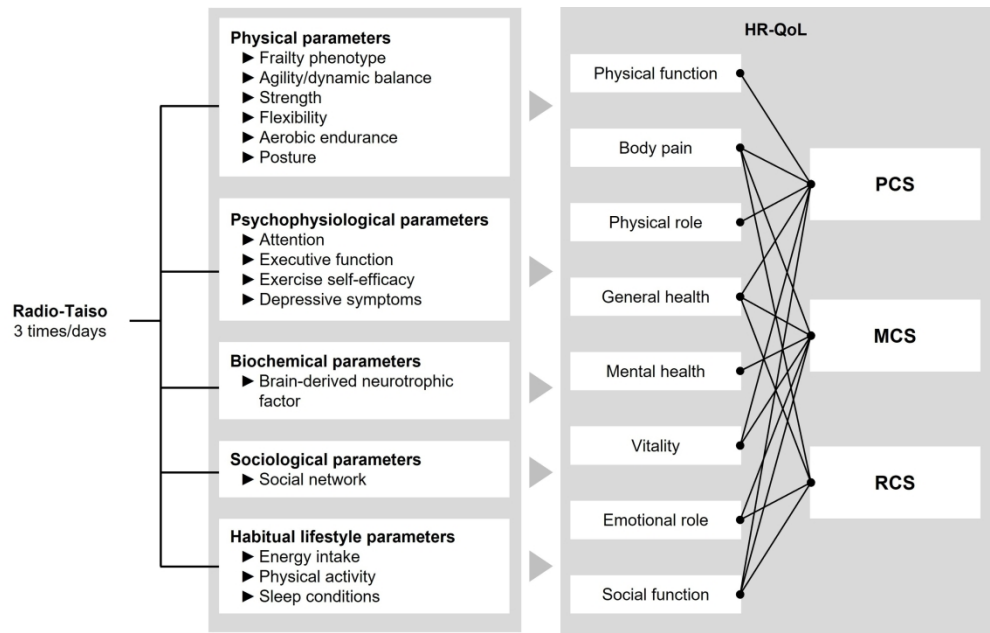 Radio-Taiso
3 times/days
Physical parameters
► Frailty phenotype
► Agility/dynamic balance
► Strength
► Flexibility
► Aerobic endurance
► Posture
Psychophysiological parameters
► Attention
► Executive function
► Exercise self-efficacy
► Depressive symptoms
Biochemical parameters
► Brain-derived neurotrophic
factor
Sociological parameters
► Social network
Habitual lifestyle parameters
► Energy intake
► Physical activity
► Sleep conditions
HR-QoL
Physical function
Body pain
Physical role
General health
Mental health
Vitality
Emotional role
Social function
PCS
MCS
RCS